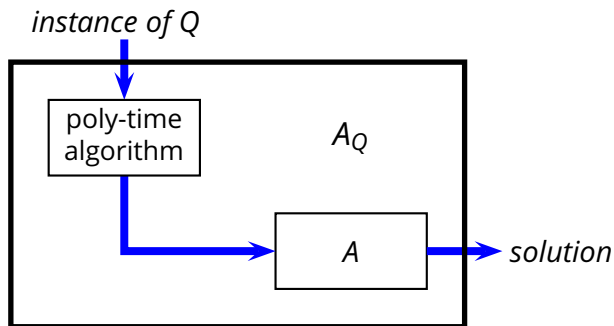 instance of Q
poly-time
algorithm
A_Q
A
solution